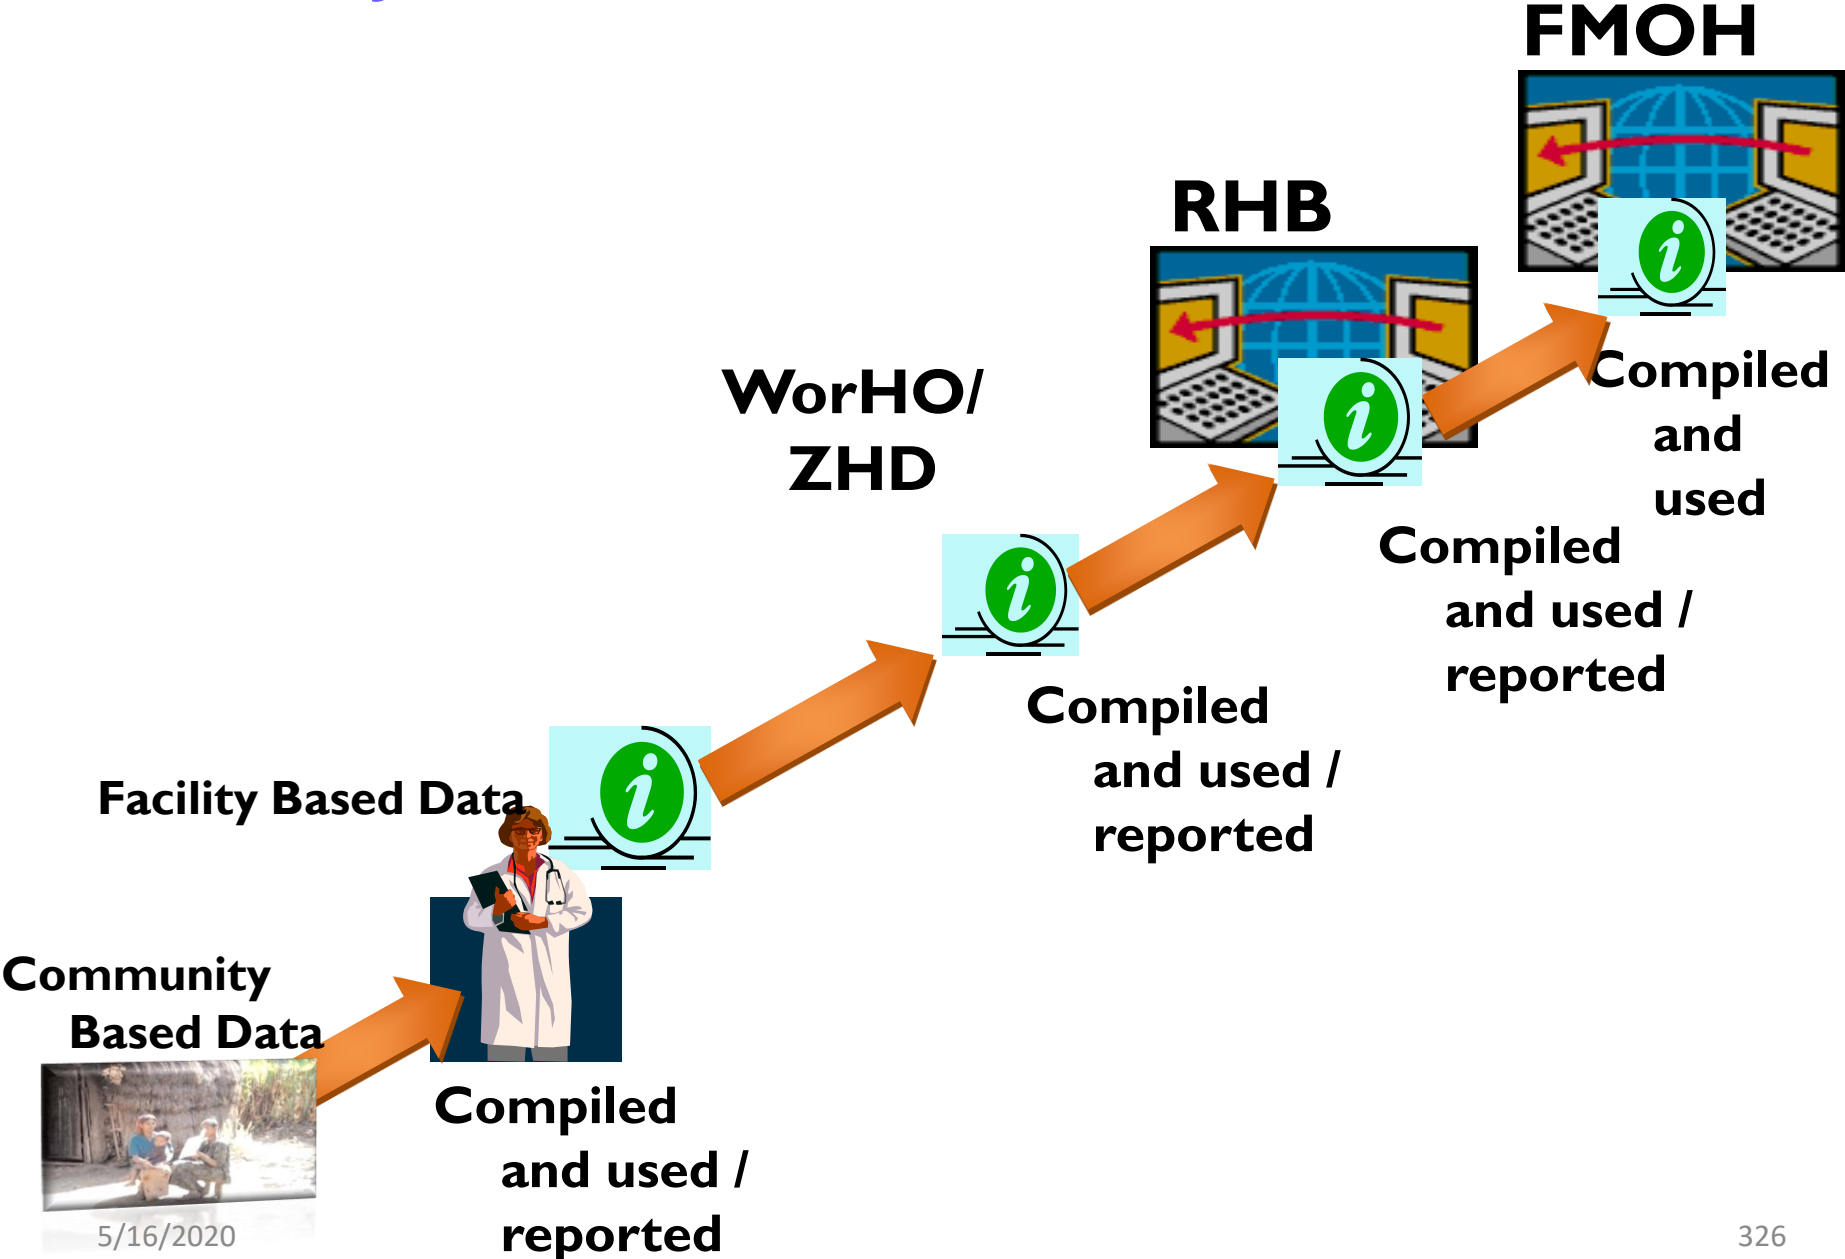 FMOH
RHB
WorHO/
ZHD
Compiled
and
used
Compiled
and used /
reported
Compiled
and used /
reported
Facility Based Data
Community
Based Data
Compiled
and used /
reported
5/16/2020
326